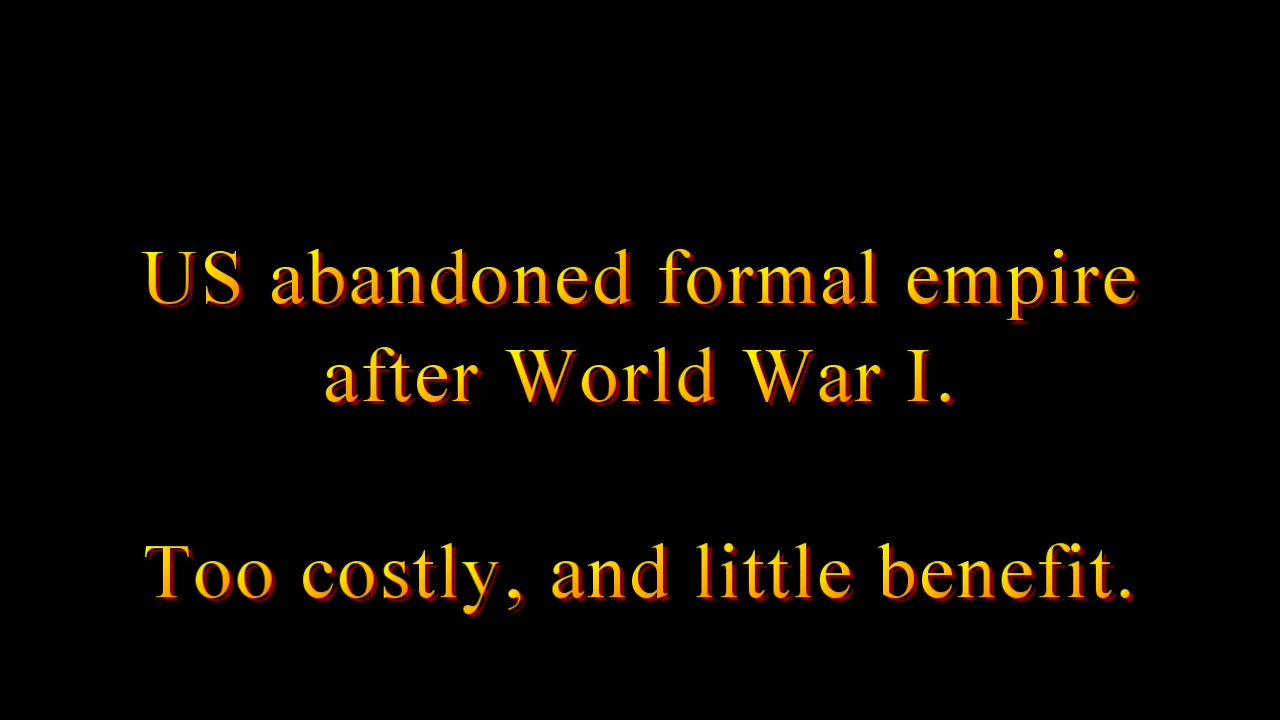 US abandoned formal empire
after World War I.
Too costly, and little benefit.